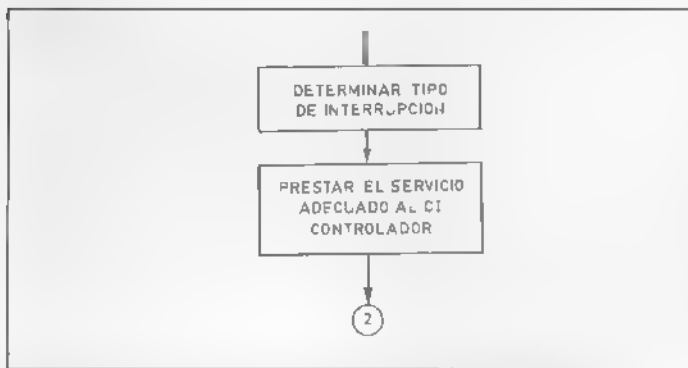 DETERMINAR TIPO
DE INTERRUPCION
PRESTAR EL SERVICIO
ADECUADO AL CI
CONTROLADOR
2